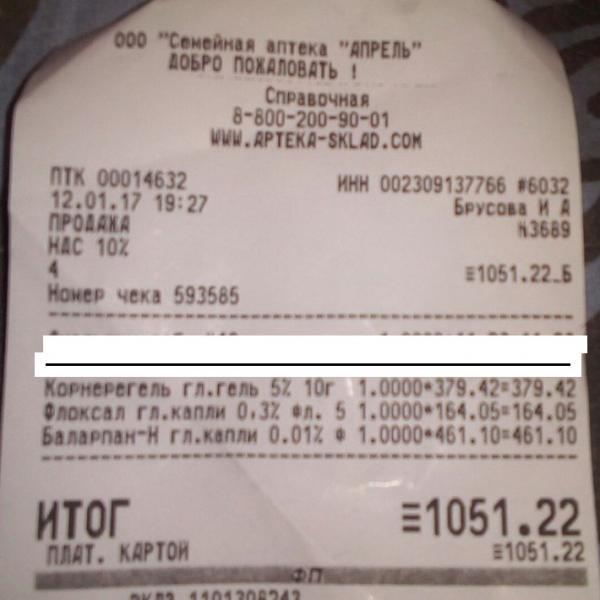 ООО "Семейная аптека "АПРЕЛЬ"
ДОБРО ПОЖАЛОВАТЬ !
Справочная
8-800-200-90-01
WWW.APTEKA-SKLAD.COM
ПТК 00014632 ИНН 002309137766 #6032
12.01.17 19:27 Брусова И А
ПРОДАЖА №3689
НДС 10%
4 ≡1051.22_Б
Номер чека 593585
Корнерегель гл.гель 5% 10г 1.0000*379.42=379.42
Флоксал гл.капли 0,3% фл. 5 1.0000*164.05=164.05
Баларпан-Н гл.капли 0.01% Ф 1.0000*461.10=461.10
ИТОГ ≡1051.22
ПЛАТ. КАРТОЙ ≡1051.22
ФП